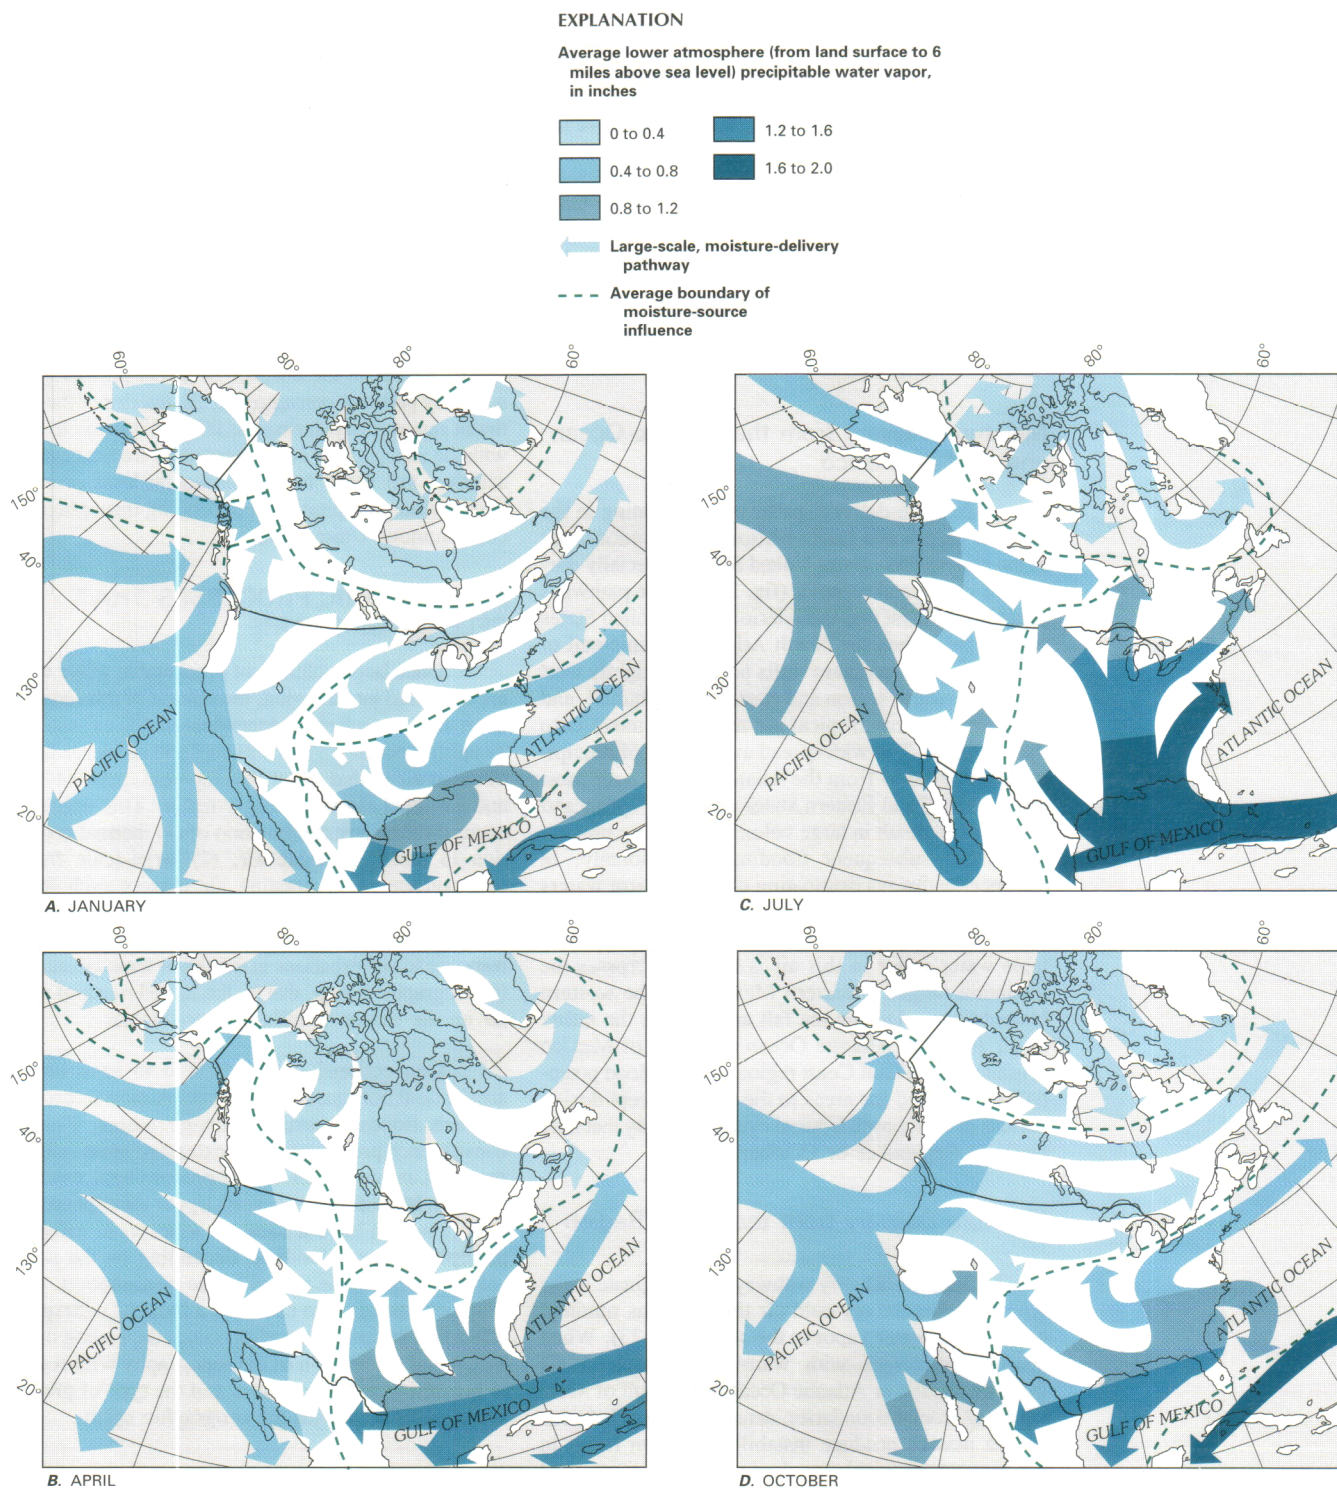 EXPLANATION
Average lower atmosphere (from land surface to 6
miles above sea level) precipitable water vapor,
in inches
0 to 0.4
1.2 to 1.6
0.4 to 0.8
1.6 to 2.0
0.8 to 1.2
Large-scale, moisture-delivery
pathway
Average boundary of
moisture-source
influence
60°
80°
80°
60°
150°
40°
130°
20°
PACIFIC OCEAN
ATLANTIC OCEAN
GULF OF MEXICO
A. JANUARY
60°
80°
80°
60°
150°
40°
130°
20°
PACIFIC OCEAN
ATLANTIC OCEAN
GULF OF MEXICO
C. JULY
60°
80°
80°
60°
150°
40°
130°
20°
PACIFIC OCEAN
ATLANTIC OCEAN
GULF OF MEXICO
B. APRIL
60°
80°
80°
60°
150°
40°
130°
20°
PACIFIC OCEAN
ATLANTIC OCEAN
GULF OF MEXICO
D. OCTOBER